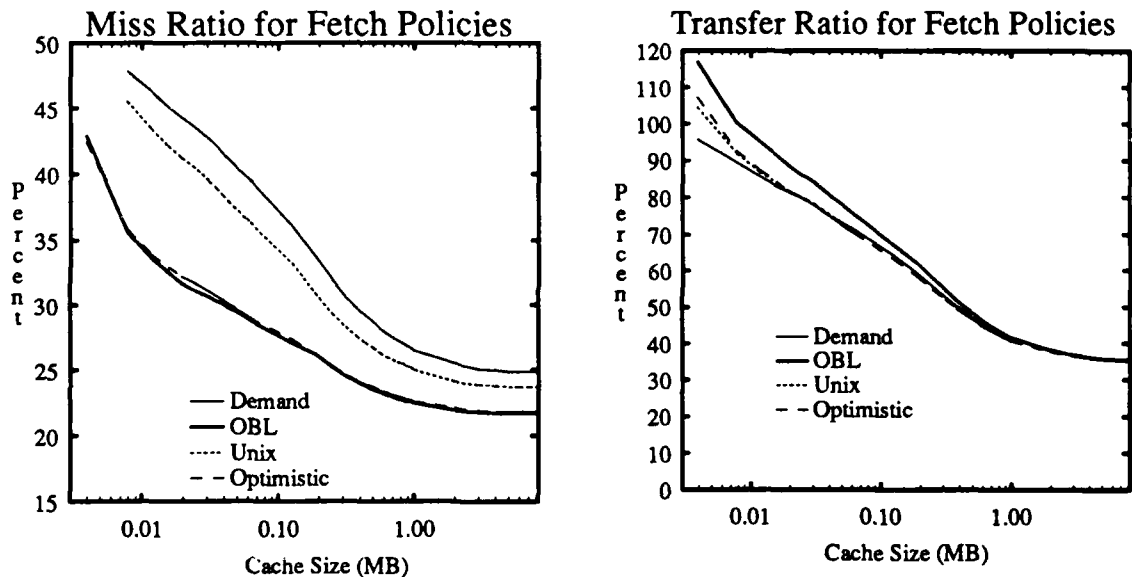 Miss Ratio for Fetch Policies
50
45
40
35
30
25
20
15
Percent
Demand
OBL
Unix
Optimistic
0.01
0.10
1.00
Cache Size (MB)
Transfer Ratio for Fetch Policies
120
110
100
90
80
70
60
50
40
30
20
10
0
Percent
Demand
OBL
Unix
Optimistic
0.01
0.10
1.00
Cache Size (MB)